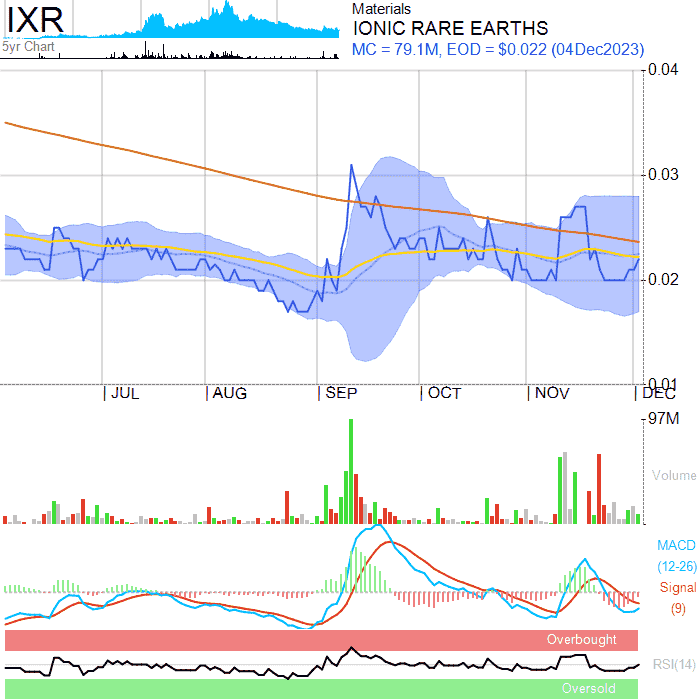 IXR
5yr Chart
Materials
IONIC RARE EARTHS
MC = 79.1M, EOD = $0.022 (04Dec2023)
0.04
0.03
0.02
0.01
JUL
AUG
SEP
OCT
NOV
DEC
97M
Volume
MACD
(12-26)
Signal
(9)
Overbought
RSI(14)
Oversold